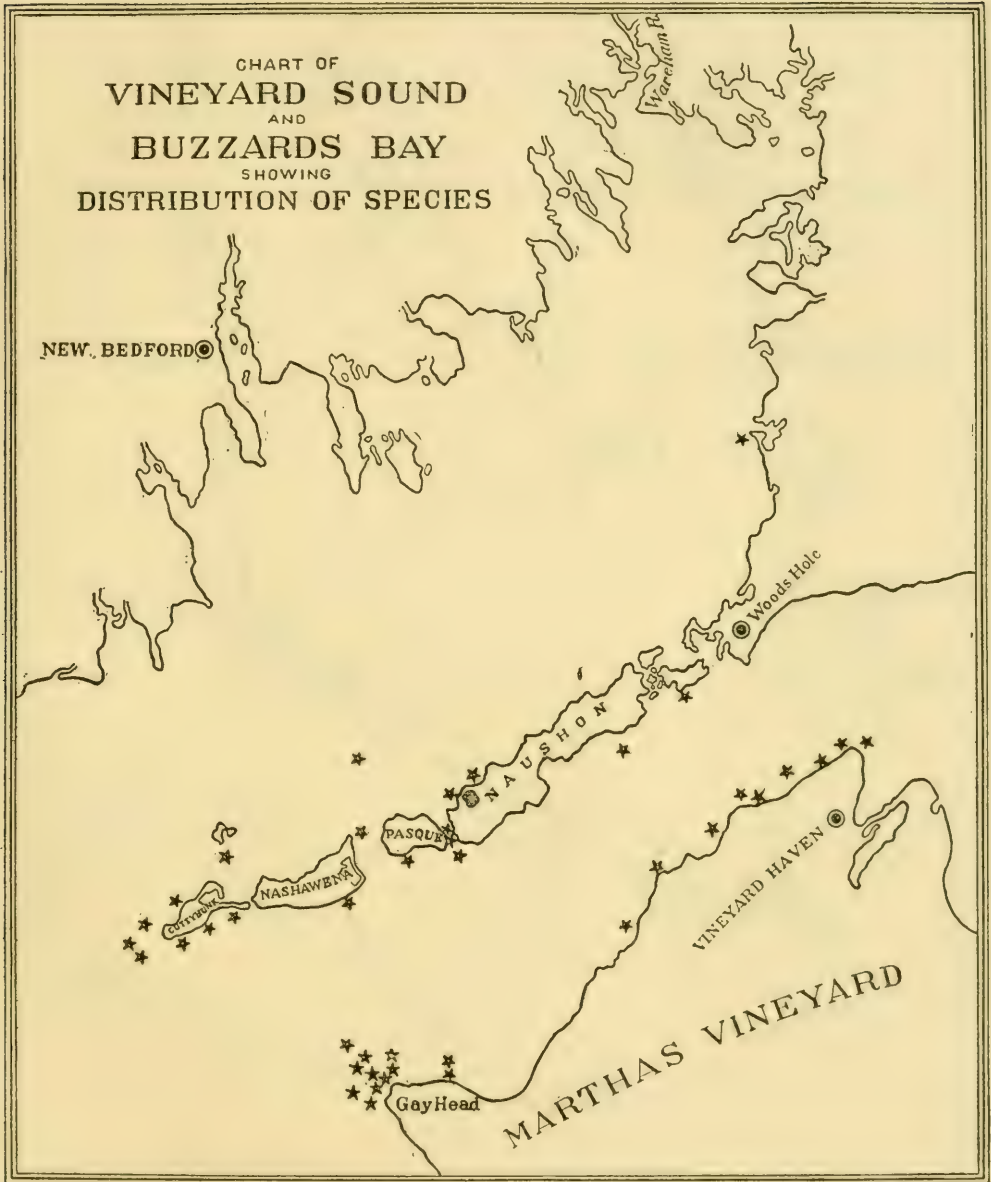 CHART OF
VINEYARD SOUND
AND
BUZZARDS BAY
SHOWING
DISTRIBUTION OF SPECIES
Wareham R
NEW BEDFORD
Woods Hole
NAUSHON
PASQUE
NASHAWENA
CUTTYHUNK
VINEYARD HAVEN
MARTHAS VINEYARD
Gay Head